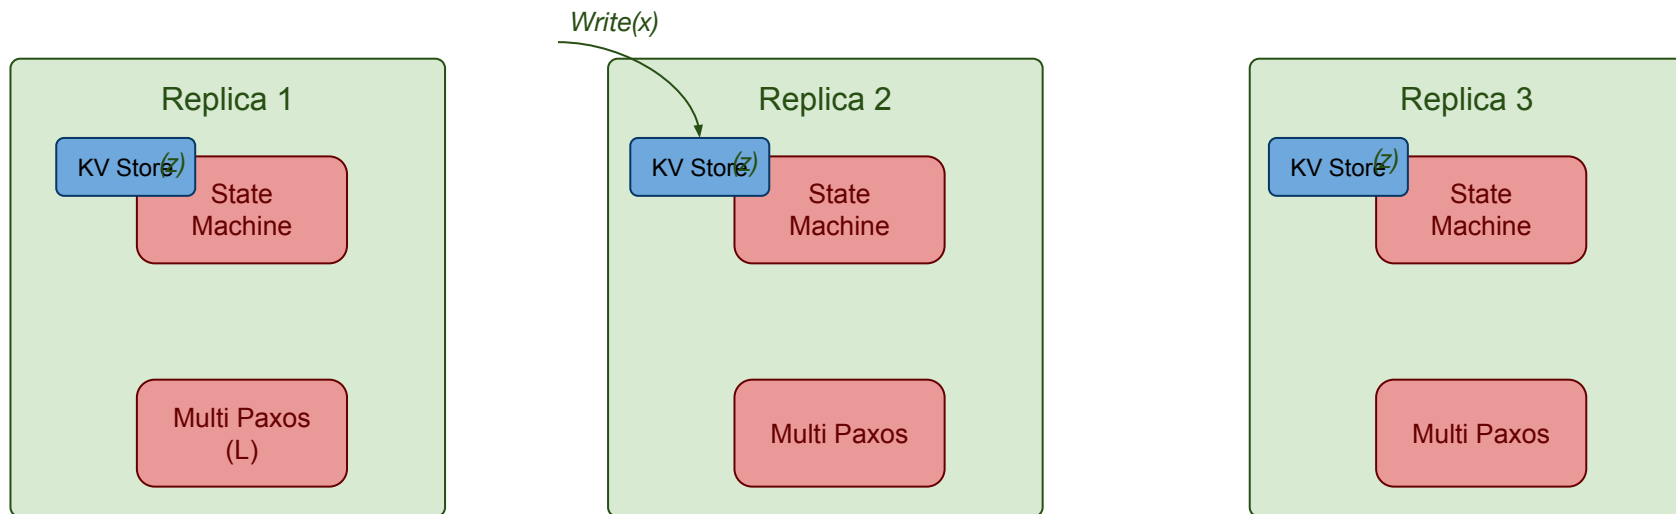 Write(x)
Replica 1
KV Store (z)
State
Machine
Multi Paxos
(L)
Replica 2
KV Store (z)
State
Machine
Multi Paxos
Replica 3
KV Store (z)
State
Machine
Multi Paxos